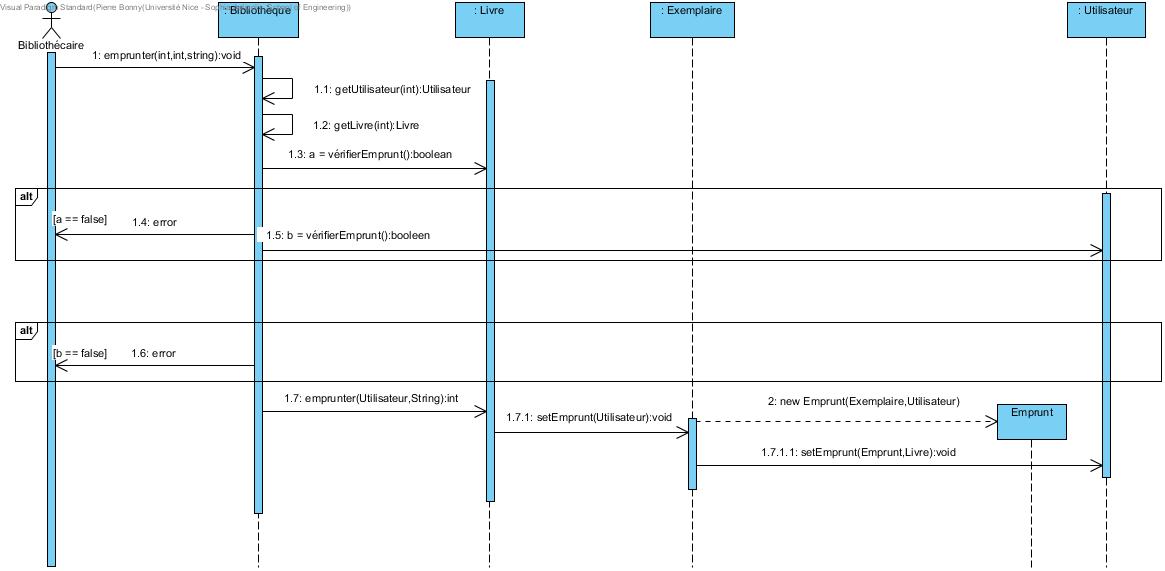 Visual Paradigm Standard(Pierre Bonny(Université Nice - Sophia Engineering))
: Bibliothèque
: Livre
: Exemplaire
: Utilisateur
Bibliothécaire
1: emprunter(int,int,string):void
1.1: getUtilisateur(int):Utilisateur
1.2: getLivre(int):Livre
1.3: a = vérifierEmprunt():boolean
alt
[a == false]
1.4: error
1.5: b = vérifierEmprunt():booleen
alt
[b == false]
1.6: error
1.7: emprunter(Utilisateur,String):int
1.7.1: setEmprunt(Utilisateur):void
2: new Emprunt(Exemplaire,Utilisateur)
Emprunt
1.7.1.1: setEmprunt(Emprunt,Livre):void